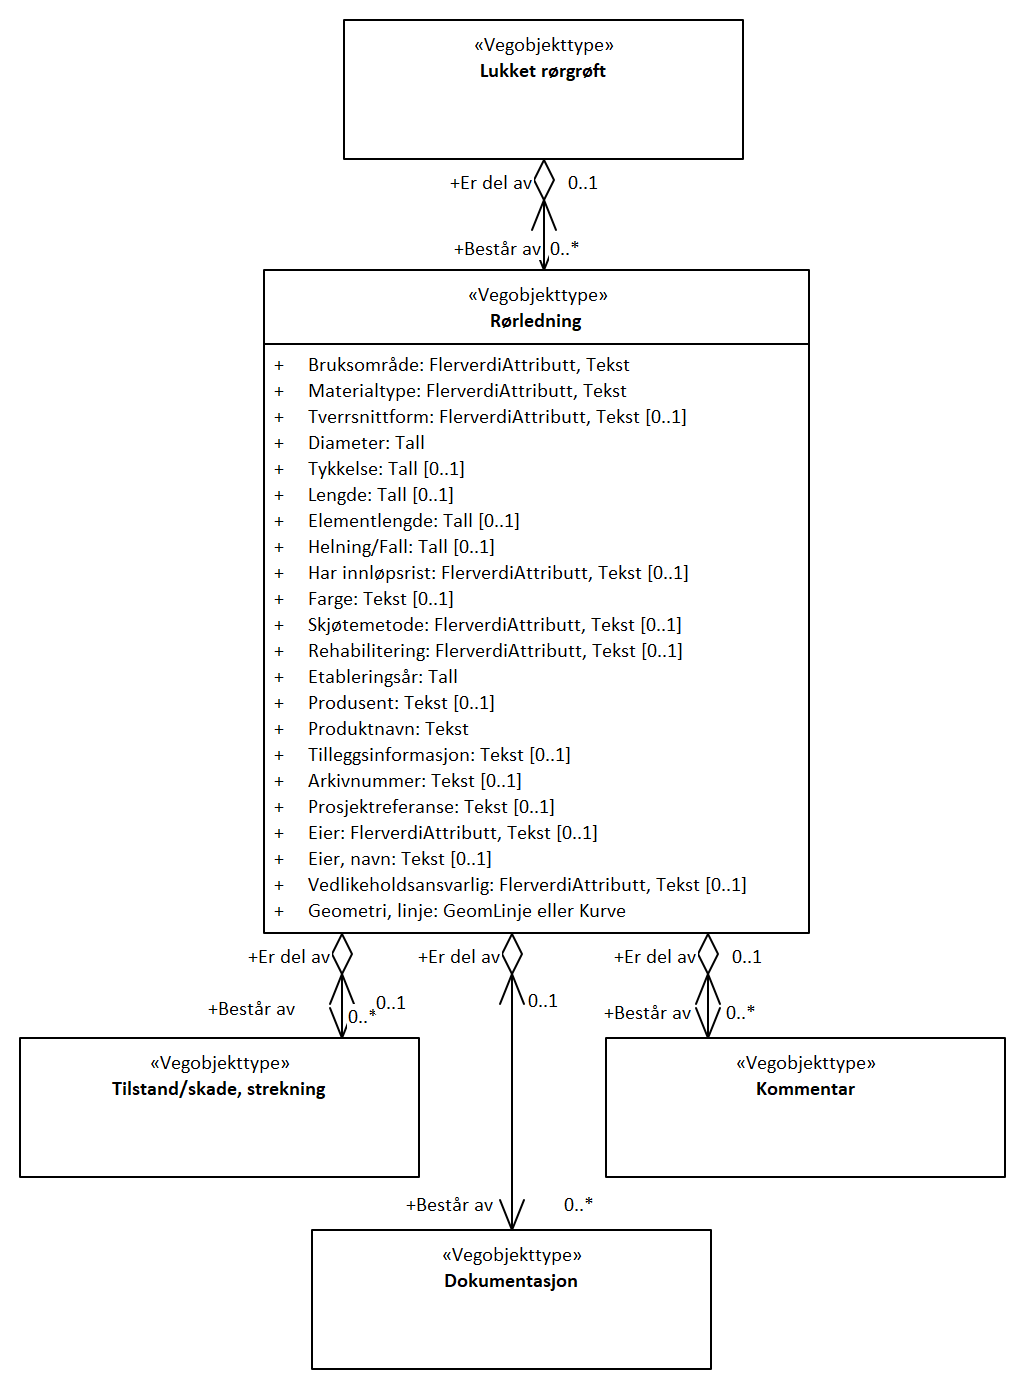 «Vegobjekttype»
Lukket rørgrøft
+Er del av 0..1
+Består av 0..*
«Vegobjekttype»
Rørledning
+ Bruksområde: FlerverdiAttributt, Tekst
+ Materialtype: FlerverdiAttributt, Tekst
+ Tverrsnittform: FlerverdiAttributt, Tekst [0..1]
+ Diameter: Tall
+ Tykkelse: Tall [0..1]
+ Lengde: Tall [0..1]
+ Elementlengde: Tall [0..1]
+ Helning/Fall: Tall [0..1]
+ Har innløpsrist: FlerverdiAttributt, Tekst [0..1]
+ Farge: Tekst [0..1]
+ Skjøtemetode: FlerverdiAttributt, Tekst [0..1]
+ Rehabilitering: FlerverdiAttributt, Tekst [0..1]
+ Etableringsår: Tall
+ Produsent: Tekst [0..1]
+ Produktnavn: Tekst
+ Tilleggsinformasjon: Tekst [0..1]
+ Arkivnummer: Tekst [0..1]
+ Prosjektreferanse: Tekst [0..1]
+ Eier: FlerverdiAttributt, Tekst [0..1]
+ Eier, navn: Tekst [0..1]
+ Vedlikeholdsansvarlig: FlerverdiAttributt, Tekst [0..1]
+ Geometri, linje: GeomLinje eller Kurve
+Er del av
0..1
+Består av
0..*
«Vegobjekttype»
Tilstand/skade, strekning
+Er del av
0..1
+Er del av 0..1
+Består av 0..*
«Vegobjekttype»
Kommentar
+Består av 0..*
«Vegobjekttype»
Dokumentasjon